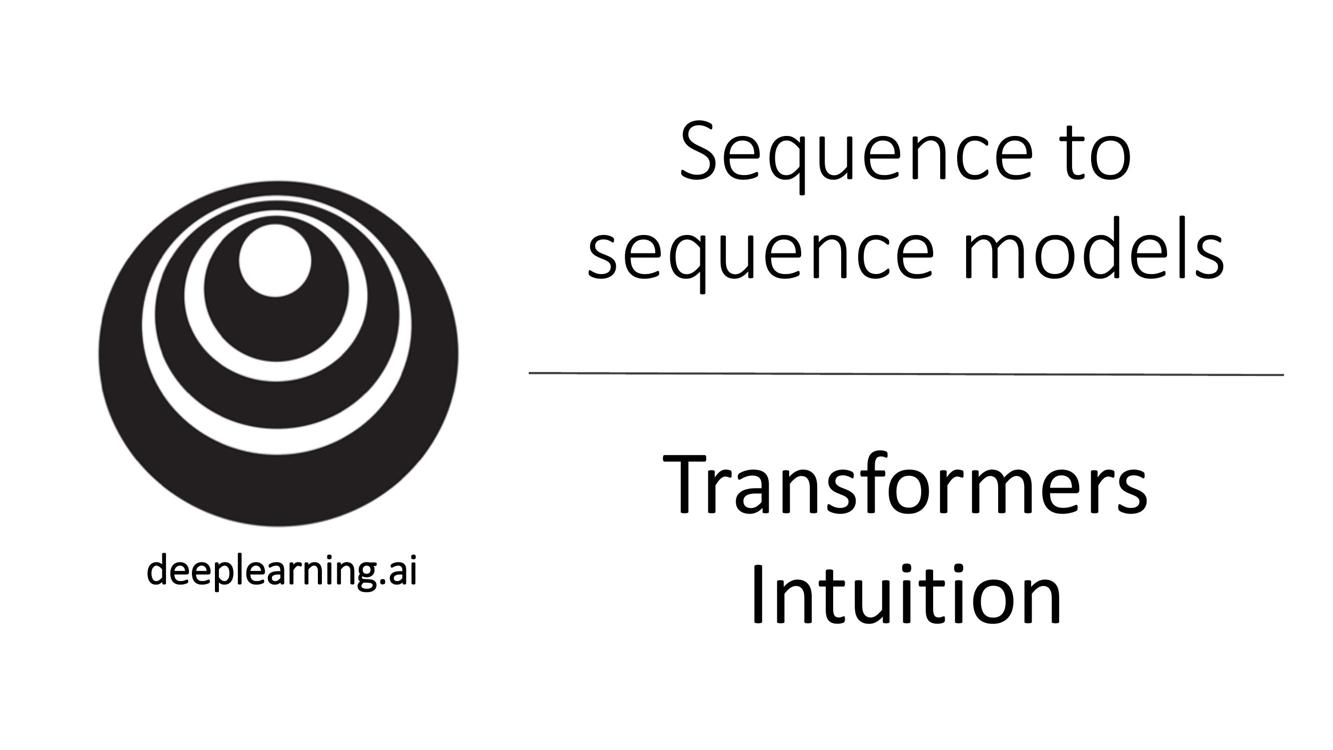 Sequence to
sequence models
Transformers
Intuition
deeplearning.ai